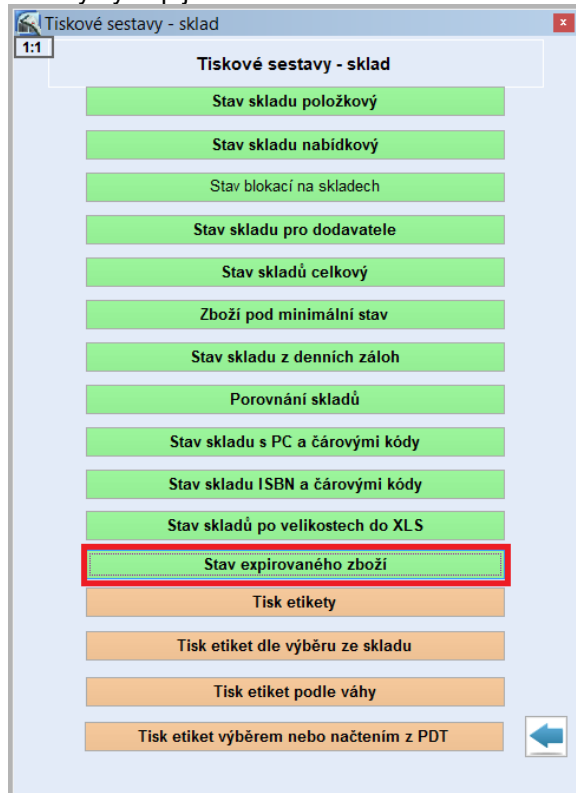 Tiskové sestavy - sklad
x
1:1
Tiskové sestavy - sklad
Stav skladu položkový
Stav skladu nabídkový
Stav blokací na skladech
Stav skladu pro dodavatele
Stav skladů celkový
Zboží pod minimální stav
Stav skladu z denních záloh
Porovnání skladů
Stav skladu s PC a čárovými kódy
Stav skladu ISBN a čárovými kódy
Stav skladů po velikostech do XLS
Stav expirovaného zboží
Tisk etikety
Tisk etiket dle výběru ze skladu
Tisk etiket podle váhy
Tisk etiket výběrem nebo načtením z PDT